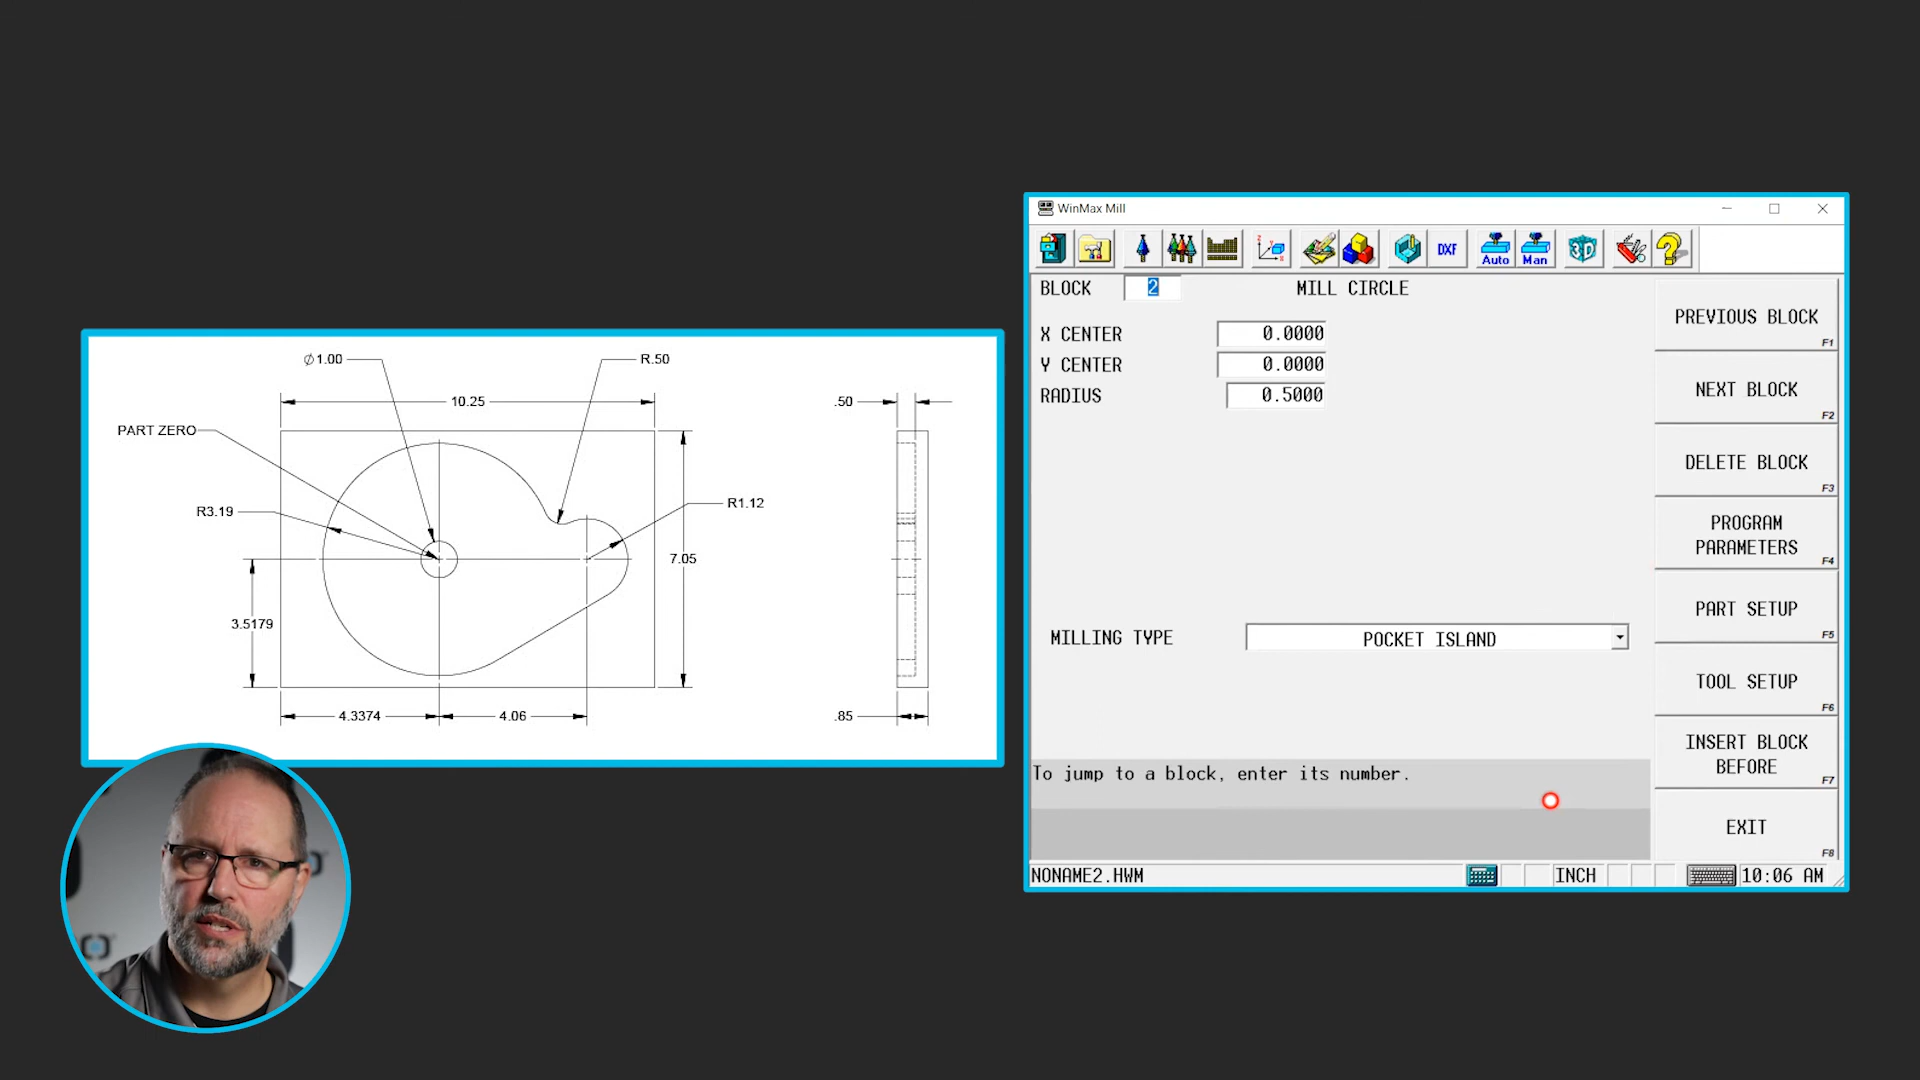 Ø1.00
R.50
10.25
.50
PART ZERO
R3.19
R1.12
7.05
3.5179
4.3374
4.06
.85
WinMax Mill
DXF
Auto
Man
3D
BLOCK 2 MILL CIRCLE
X CENTER 0.0000
Y CENTER 0.0000
RADIUS 0.5000
MILLING TYPE POCKET ISLAND
To jump to a block, enter its number.
PREVIOUS BLOCK
F1
NEXT BLOCK
F2
DELETE BLOCK
F3
PROGRAM
PARAMETERS
F4
PART SETUP
F5
TOOL SETUP
F6
INSERT BLOCK
BEFORE
F7
EXIT
F8
NONAME2.HWM INCH 10:06 AM